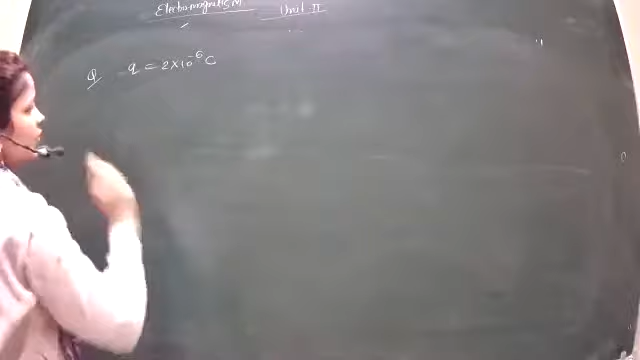 Electromagnetism Unit II
Q q = 2×10⁻⁶ C